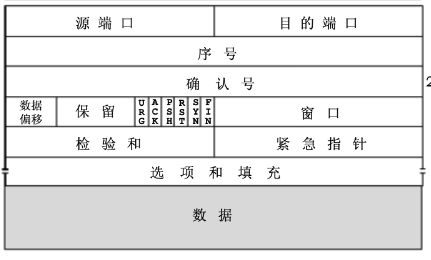 源端口 目的端口
序号
确认号 2
数据偏移 保留 URG ACK PSH RST SYN FIN 窗口
检验和 紧急指针
选项和填充
数据